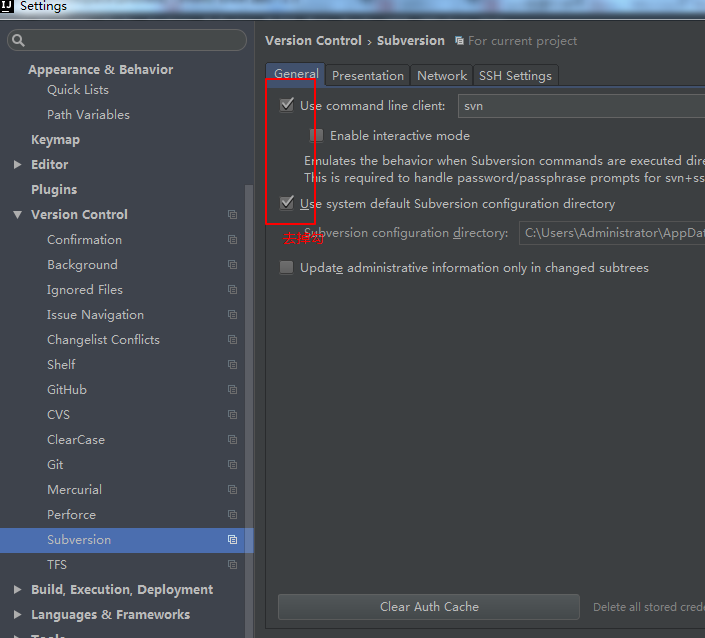 IJ Settings
Version Control › Subversion For current project
Appearance & Behavior
Quick Lists
Path Variables
Keymap
Editor
Plugins
Version Control
Confirmation
Background
Ignored Files
Issue Navigation
Changelist Conflicts
Shelf
GitHub
CVS
ClearCase
Git
Mercurial
Perforce
Subversion
TFS
Build, Execution, Deployment
Languages & Frameworks
Tools
General Presentation Network SSH Settings
Use command line client: svn
Enable interactive mode
Emulates the behavior when Subversion commands are executed dire
This is required to handle password/passphrase prompts for svn+ss
Use system default Subversion configuration directory
去掉勾
Subversion configuration directory: C:\Users\Administrator\AppDat
Update administrative information only in changed subtrees
Clear Auth Cache Delete all stored crede